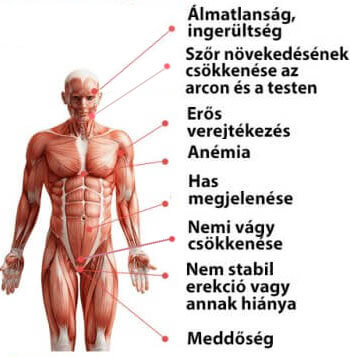 Álmatlanság,
ingerültség
Szőr növekedésének
csökkenése az
arcon és a testen
Erős
verejtékezés
Anémia
Has
megjelenése
Nemi vágy
csökkenése
Nem stabil
erekció vagy
annak hiánya
Meddőség